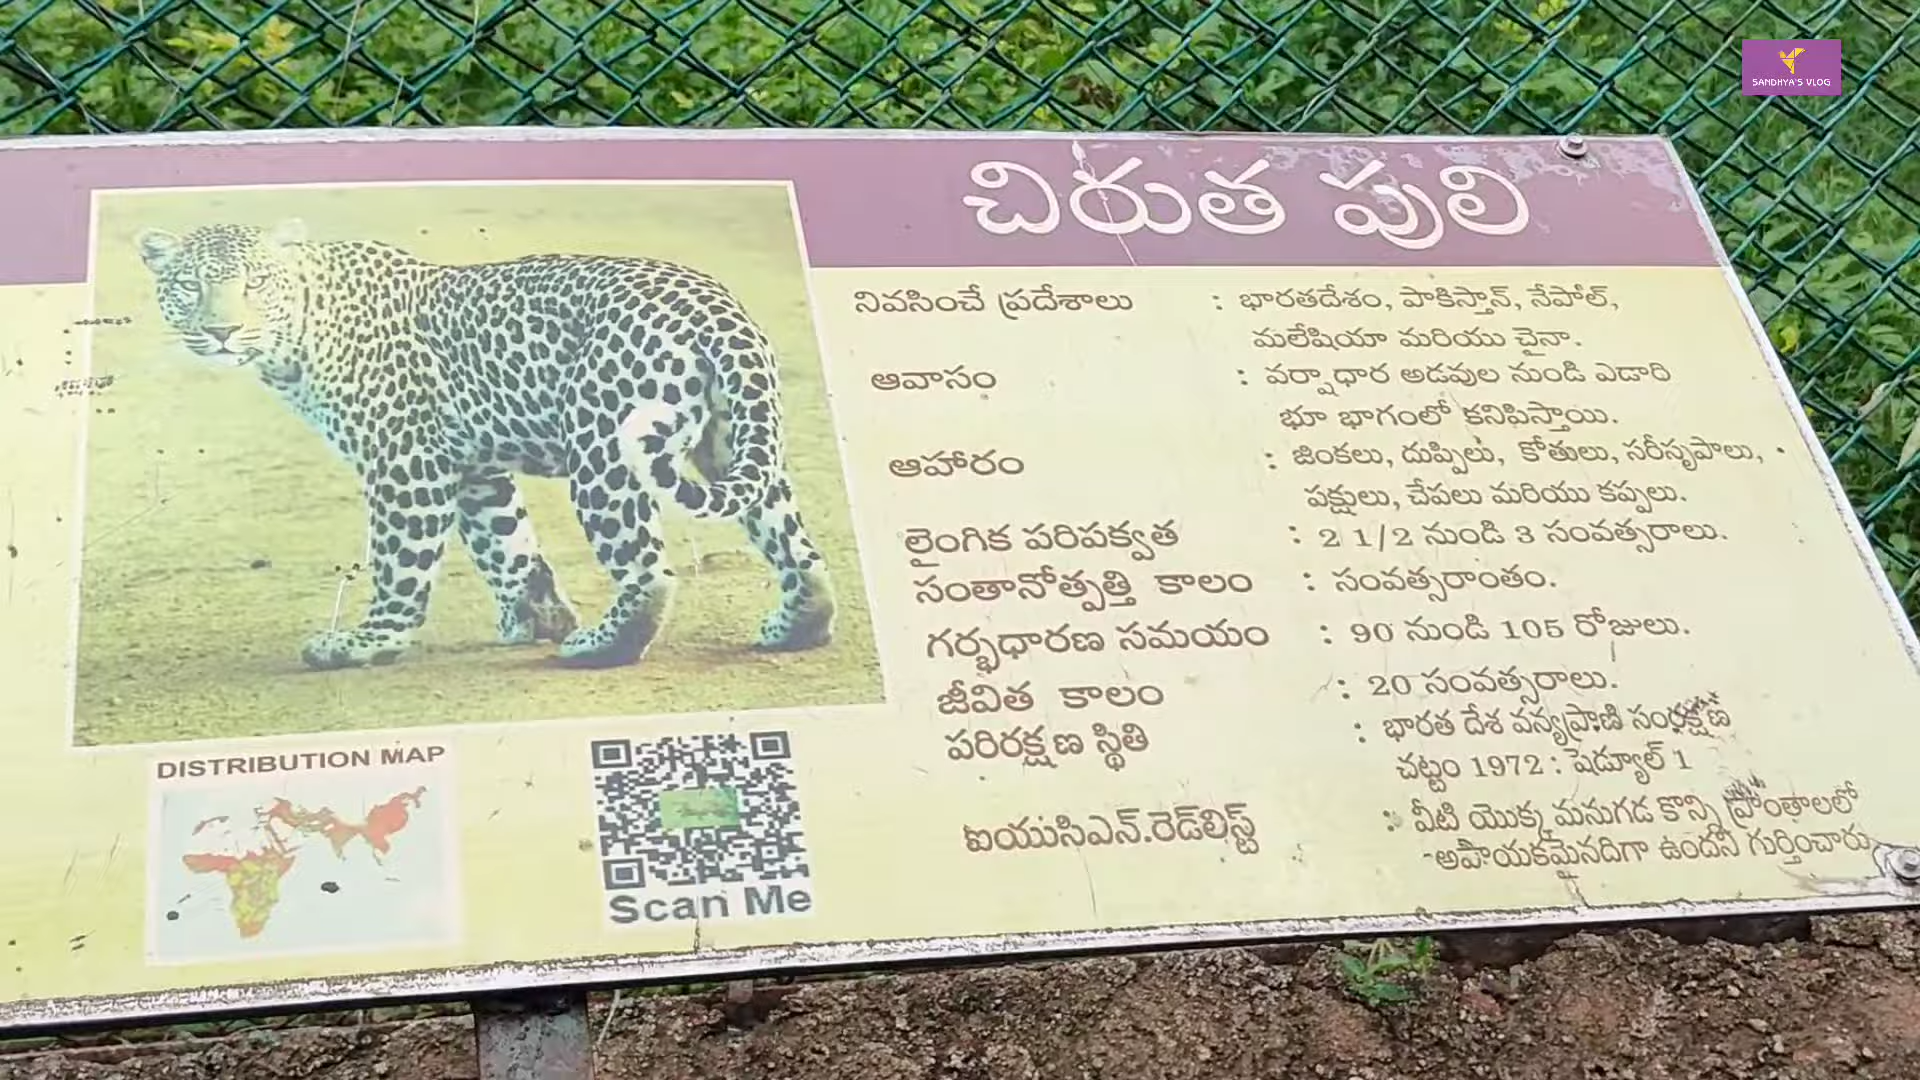 SANDHYA'S VLOG
చిరుత పులి
నివసించే ప్రదేశాలు : భారతదేశం, పాకిస్తాన్, నేపాల్,
మలేషియా మరియు చైనా.
ఆవాసం : వర్షాధార అడవుల నుండి ఎడారి
భూ భాగంలో కనిపిస్తాయి.
ఆహారం : జింకలు, దుప్పిలు, కోతులు, సరీసృపాలు,
పక్షులు, చేపలు మరియు కప్పలు.
లైంగిక పరిపక్వత : 2 1/2 నుండి 3 సంవత్సరాలు.
సంతానోత్పత్తి కాలం : సంవత్సరాంతం.
గర్భధారణ సమయం : 90 నుండి 105 రోజులు.
జీవిత కాలం : 20 సంవత్సరాలు.
పరిరక్షణ స్థితి : భారత దేశ వన్యప్రాణి సంరక్షణ
చట్టం 1972 : షెడ్యూల్ 1
ఐయుసిఎన్.రెడ్‌లిస్ట్ : వీటి యొక్క మనుగడ కొన్ని ప్రాంతాలలో
అపాయకమైనదిగా ఉందని గుర్తించారు
DISTRIBUTION MAP
Scan Me